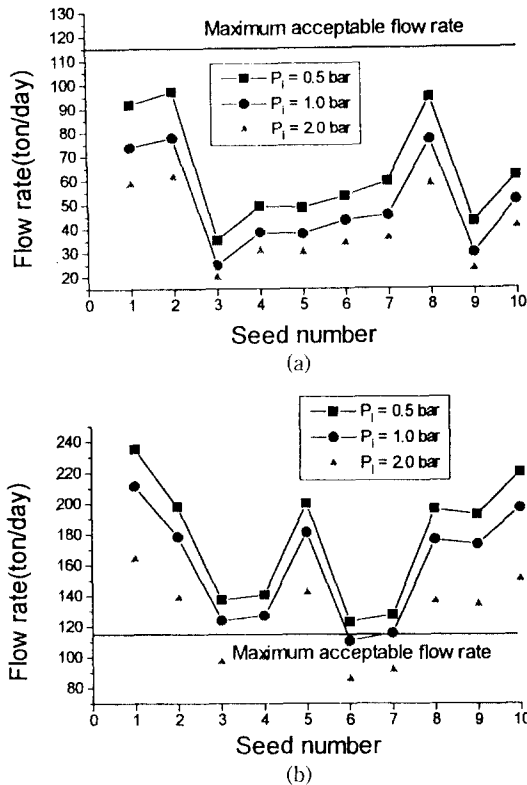 130
120
110
100
90
80
70
60
50
40
30
20
Flow rate(ton/day)
Maximum acceptable flow rate
P_i = 0.5 bar
P_i = 1.0 bar
P_i = 2.0 bar
0 1 2 3 4 5 6 7 8 9 10
Seed number
(a)
240
220
200
180
160
140
120
100
80
Flow rate(ton/day)
P_i = 0.5 bar
P_i = 1.0 bar
P_i = 2.0 bar
Maximum acceptable flow rate
0 1 2 3 4 5 6 7 8 9 10
Seed number
(b)